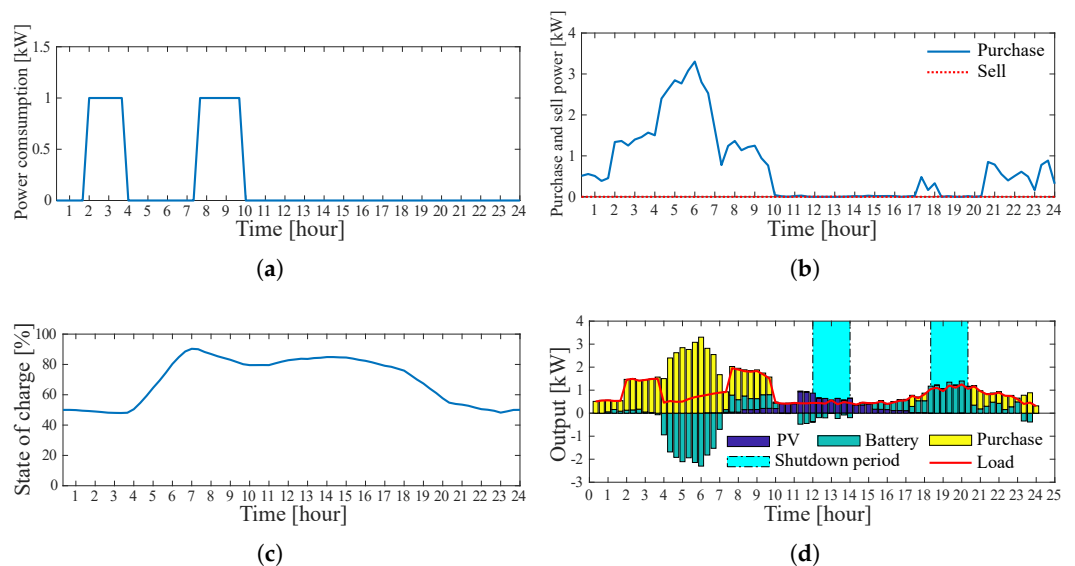 Power comsumption [kW]
1.5
1
0.5
0
1 2 3 4 5 6 7 8 9 10 11 12 13 14 15 16 17 18 19 20 21 22 23 24
Time [hour]
(a)
Purchase and sell power [kW]
4
3
2
1
0
Purchase
Sell
1 2 3 4 5 6 7 8 9 10 11 12 13 14 15 16 17 18 19 20 21 22 23 24
Time [hour]
(b)
State of charge [%]
100
80
60
40
20
0
1 2 3 4 5 6 7 8 9 10 11 12 13 14 15 16 17 18 19 20 21 22 23 24
Time [hour]
(c)
Output [kW]
4
3
2
1
0
-1
-2
-3
PV Battery Purchase
Shutdown period Load
0 1 2 3 4 5 6 7 8 9 10 11 12 13 14 15 16 17 18 19 20 21 22 23 24 25
Time [hour]
(d)